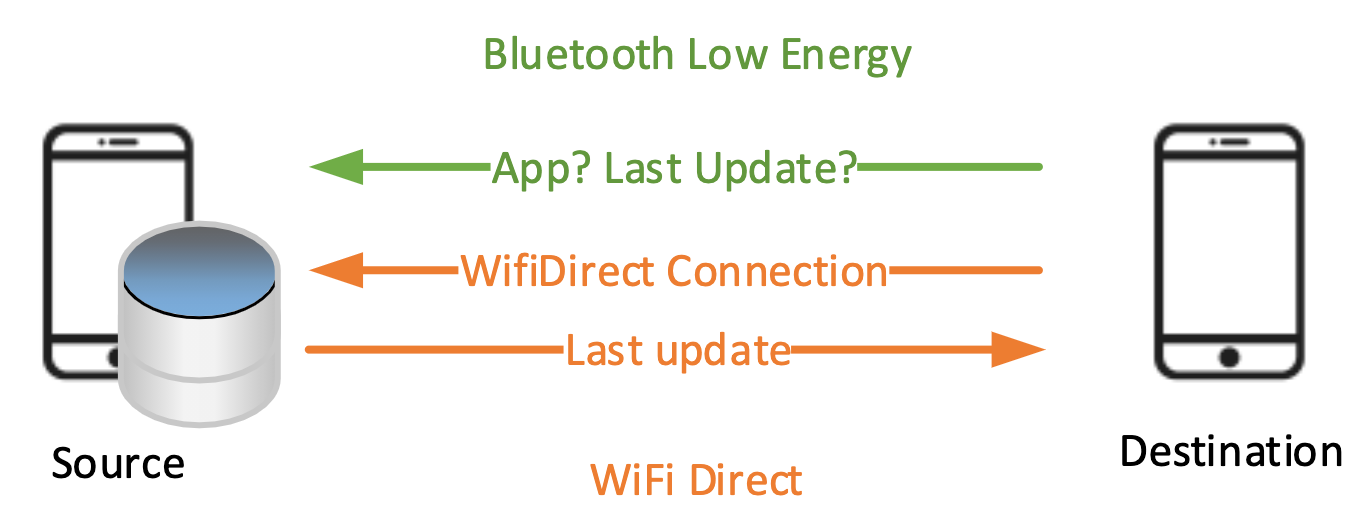 Bluetooth Low Energy
App? Last Update?
WifiDirect Connection
Last update
Source
Destination
WiFi Direct